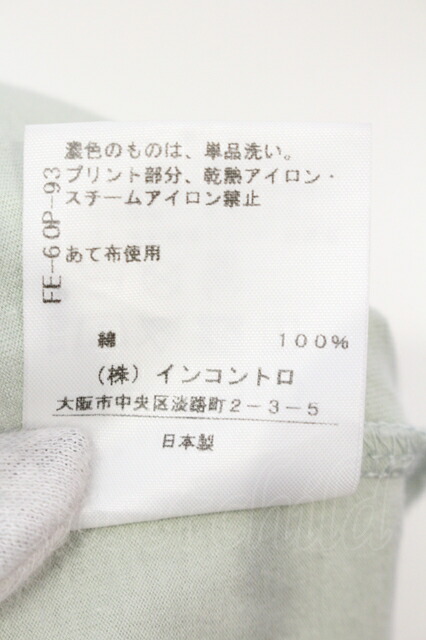 濃色のものは、単品洗い。
プリント部分、乾熱アイロン・
スチームアイロン禁止
あて布使用
FE-6 OP-93
綿 100%
(株)インコントロ
大阪市中央区淡路町2-3-5
日本製